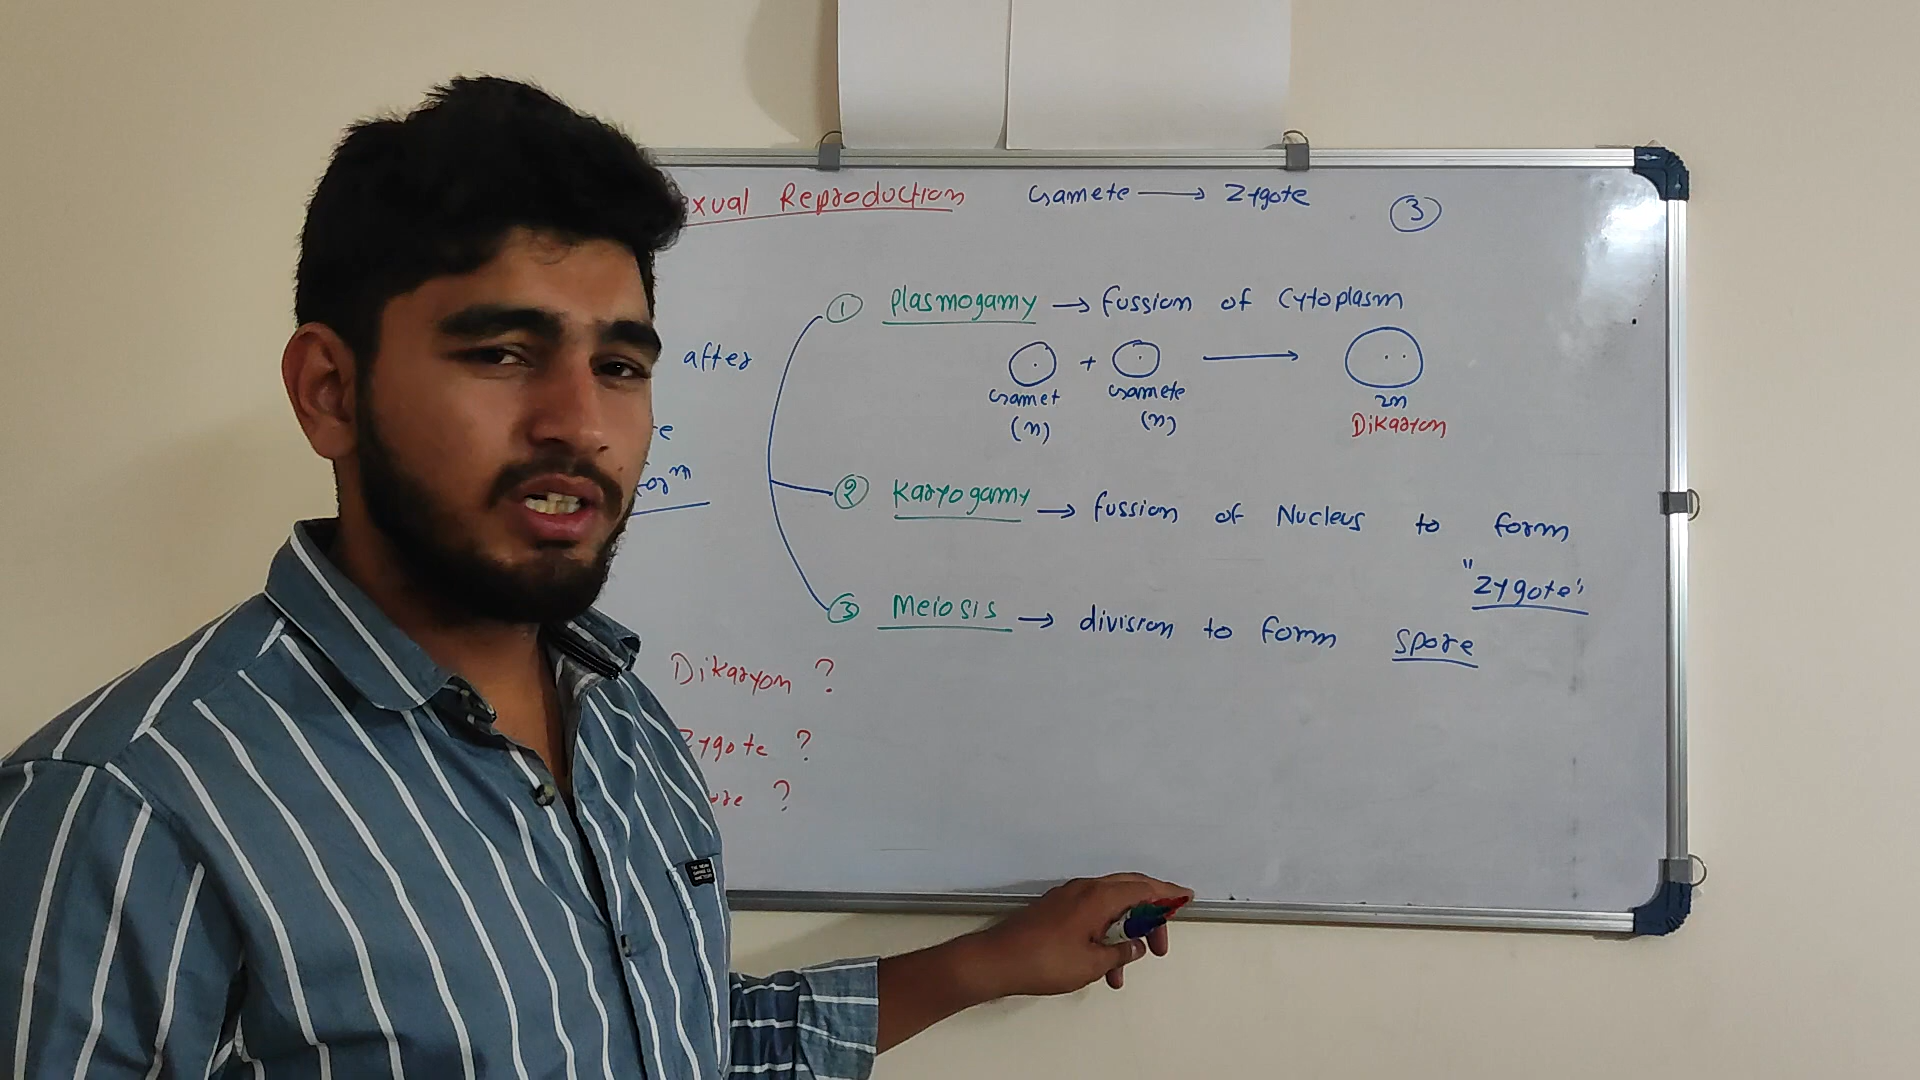 xual Reproduction Gamete → Zygote ③
① Plasmogamy → fussion of Cytoplasm
after
+ →
Gamet Gamete 2n
(n) (n) Dikaryon
② Karyogamy → fussion of Nucleus to form
"Zygote"
③ Meiosis → division to form Spore
Dikaryon ?
Zygote ?
?